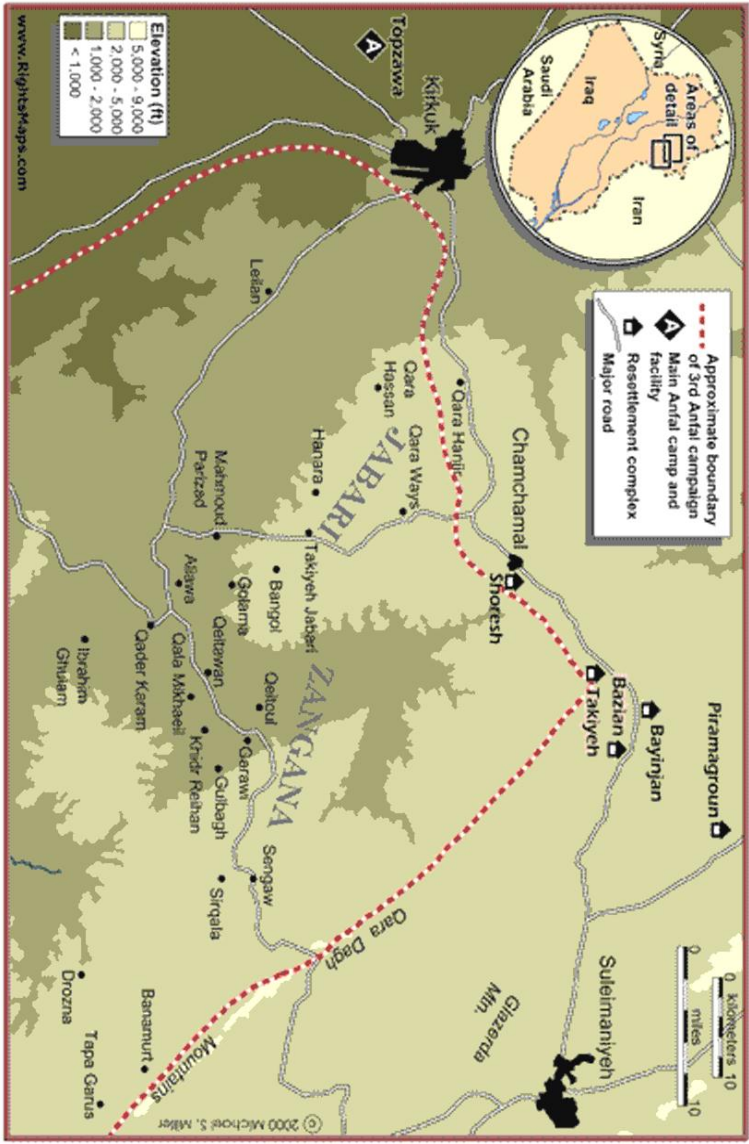 Syria
Areas of
detail
Iraq
Iran
Saudi
Arabia
Approximate boundary
of 3rd Anfal campaign
A
Main Anfal camp and
facility
Resettlement complex
Major road
Piramagroun
0 kilometers 10
0 miles 10
Bayinjan
Bazian
Takiyeh
Suleimaniyeh
Chamchamal
Shoresh
Glazerda
Mtn.
Kirkuk
A
Topzawa
Qara Hanjir
Qara Ways
Qara
Hassan
JABARI
Qara Dagh
Mountains
Hanara
Takiyeh Jabari
ZANGANA
Leilan
Bangol
Golama
Qeitoul
Garawi
Sengaw
Mahmoud
Parizad
Aliawa
Qeitawan
Gulbagh
Sirqala
Qala Mikhaeil
Khidr Reihan
Qader Karam
Ibrahim
Ghulam
Banamurt
Drozna
Tapa Garus
Elevation (ft)
5,000 - 9,000
2,000 - 5,000
1,000 - 2,000
< 1,000
www.RightsMaps.com
© 2000 Michael S. Miller